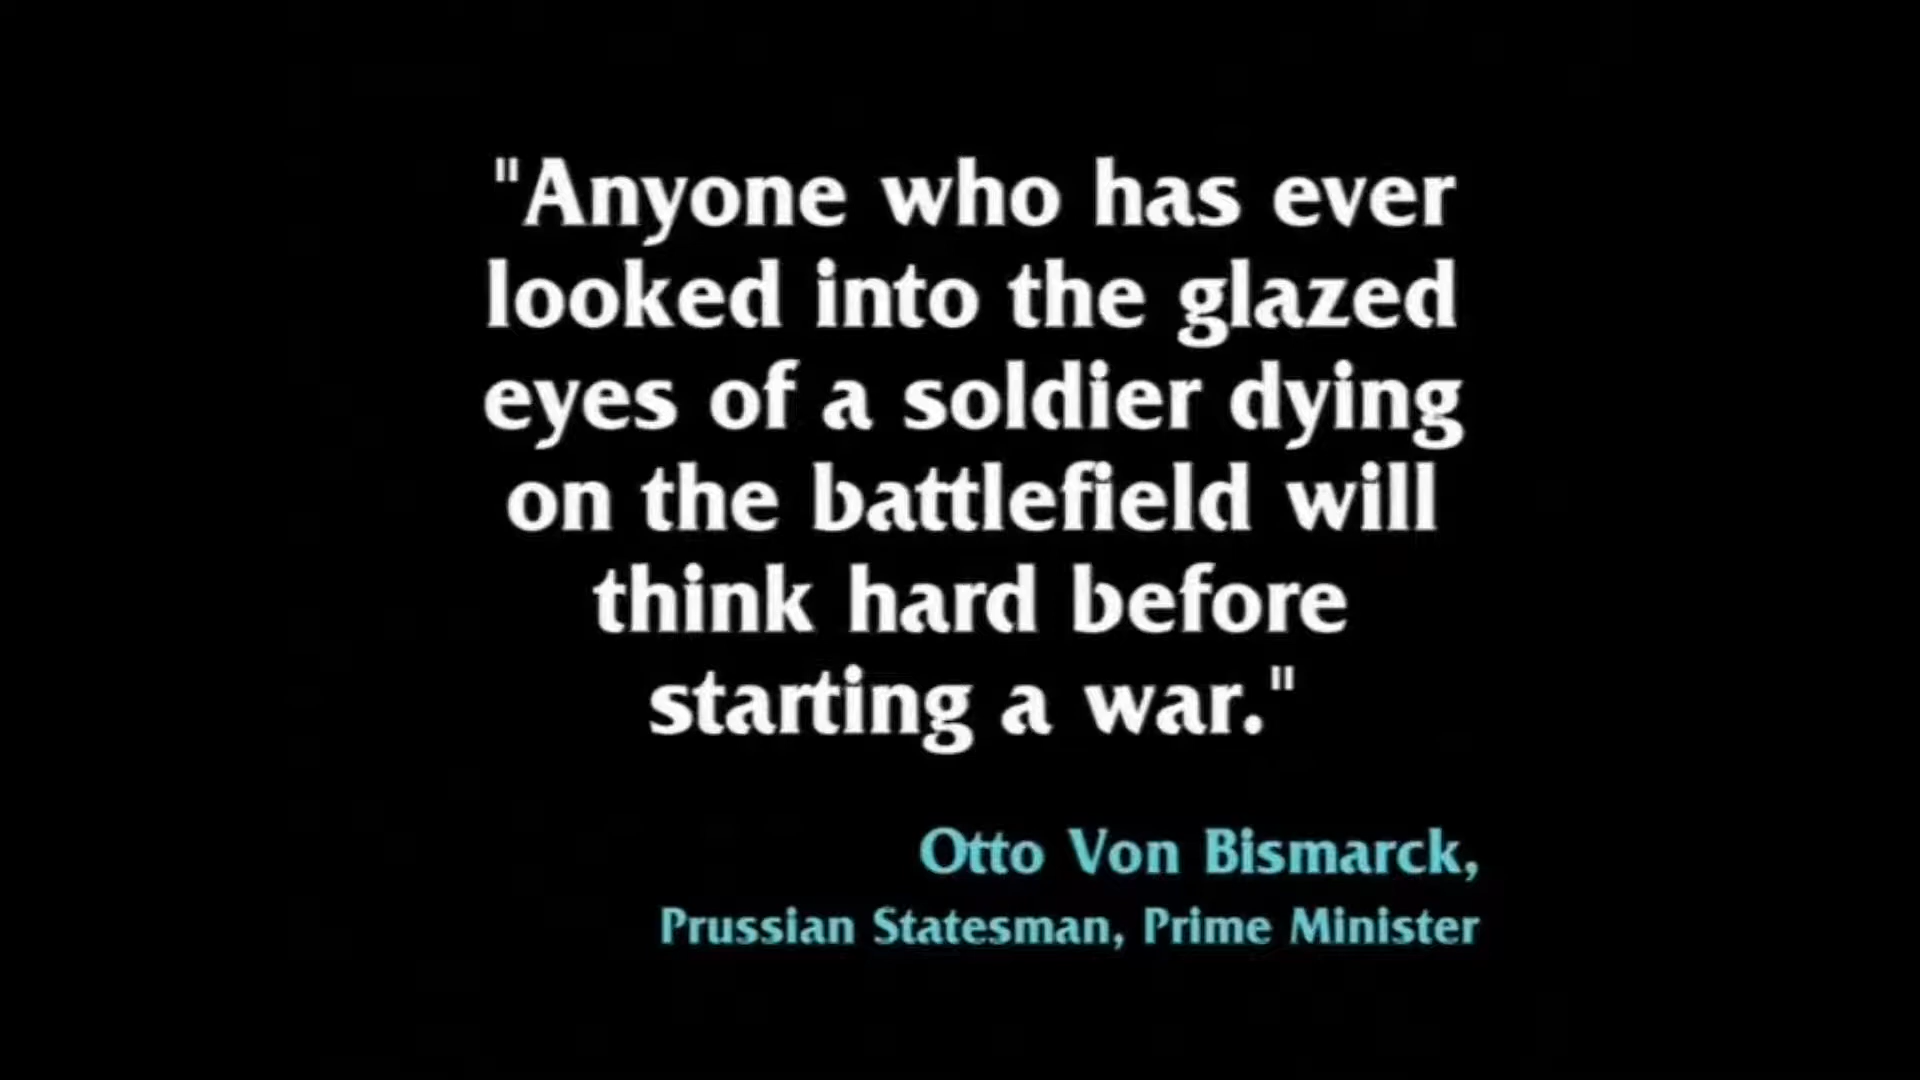 "Anyone who has ever
looked into the glazed
eyes of a soldier dying
on the battlefield will
think hard before
starting a war."
Otto Von Bismarck,
Prussian Statesman, Prime Minister